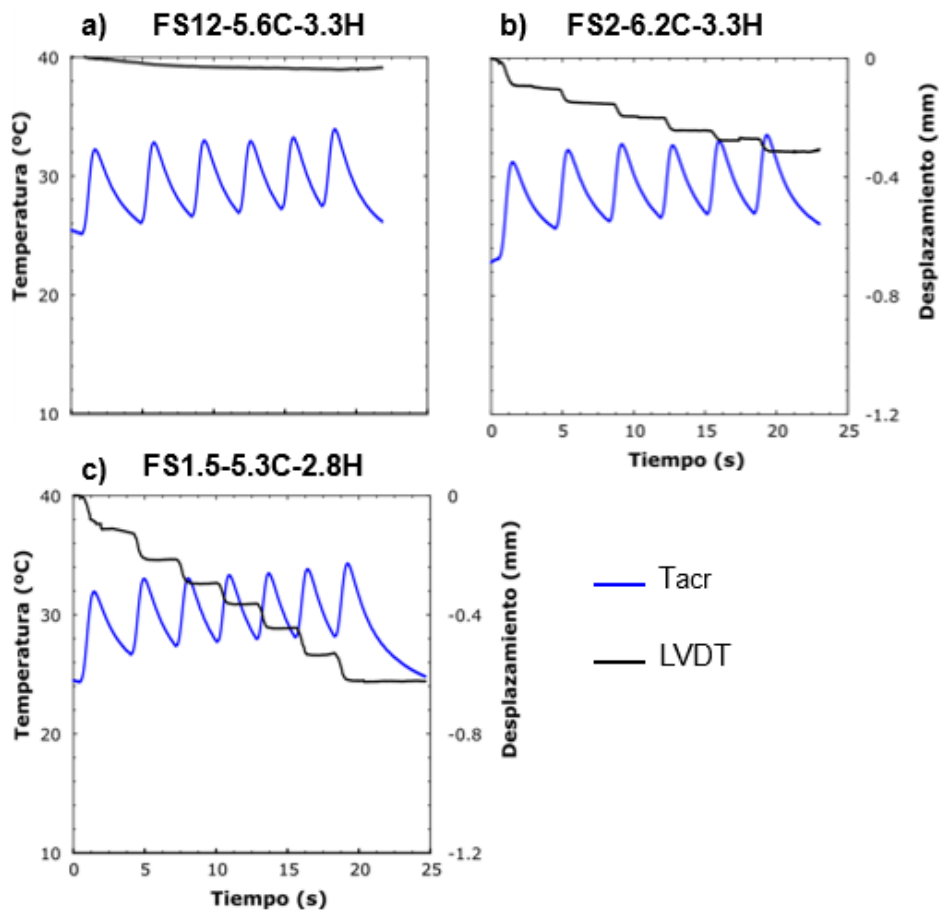 a) FS12-5.6C-3.3H
b) FS2-6.2C-3.3H
40
30
20
10
Temperatura (ºC)
0
-0.4
-0.8
-1.2
Desplazamiento (mm)
0 5 10 15 20 25
Tiempo (s)
c) FS1.5-5.3C-2.8H
40
30
20
10
Temperatura (ºC)
0
-0.4
-0.8
-1.2
Desplazamiento (mm)
0 5 10 15 20 25
Tiempo (s)
Tacr
LVDT